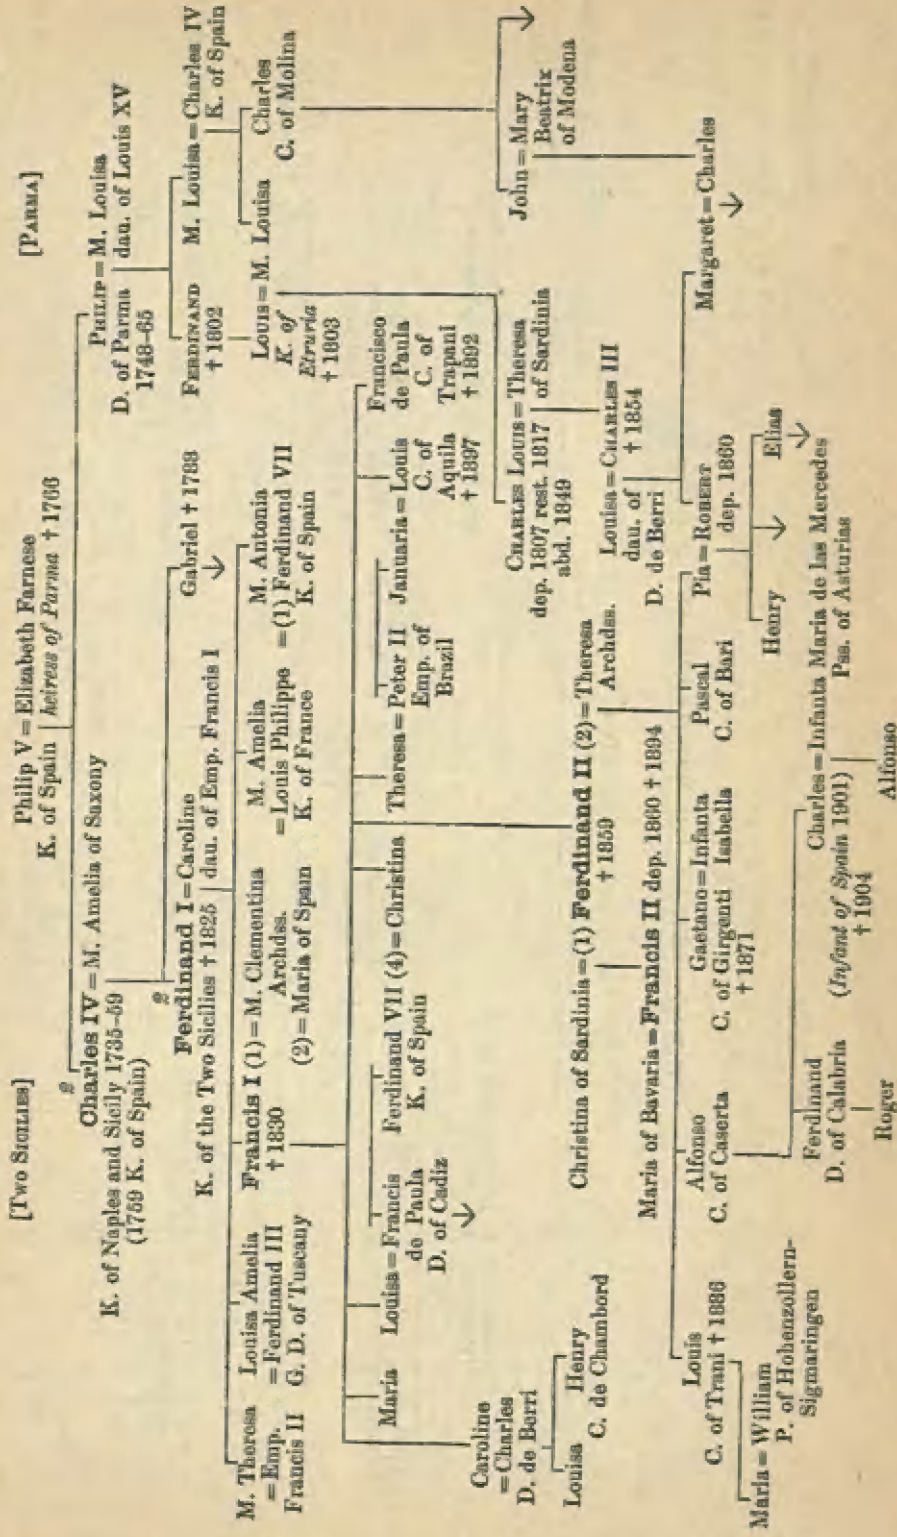 [Two Sicilies]
[Parma]
Philip V = Elizabeth Farnese
K. of Spain | heiress of Parma † 1766
2
Charles IV = M. Amelia of Saxony
K. of Naples and Sicily 1735–59
(1759 K. of Spain)
Philip = M. Louisa
D. of Parma dau. of Louis XV
1748–65
2
Ferdinand I = Caroline
K. of the Two Sicilies † 1825 | dau. of Emp. Francis I
Gabriel † 1788
Ferdinand
† 1802
M. Louisa = Charles IV
K. of Spain
M. Theresa
= Emp.
Francis II
Louisa Amelia
= Ferdinand III
G. D. of Tuscany
Francis I (1) = M. Clementina
† 1830
Archdss.
(2) = Maria of Spain
M. Amelia
= Louis Philippe
K. of France
M. Antonia
= (1) Ferdinand VII
K. of Spain
Louis = M. Louisa
K. of
Etruria
† 1803
Charles
C. of Molina
Maria
Louisa = Francis
de Paula
D. of Cadiz
Ferdinand VII (4) = Christina
K. of Spain
Theresa = Peter II
Emp. of
Brazil
Januaria = Louis
C. of
Aquila
† 1897
Francisco
de Paula
C. of
Trapani
† 1892
Caroline
= Charles
D. de Berri
Louisa
Henry
C. de Chambord
Charles Louis = Theresa
dep. 1807 rest. 1817 of Sardinia
abd. 1849
John = Mary
Beatrix
of Modena
Christina of Sardinia = (1) Ferdinand II (2) = Theresa
† 1859
Archdss.
Louisa = Charles III
dau. of † 1854
D. de Berri
Maria of Bavaria = Francis II dep. 1860 † 1894
Louis
C. of Trani † 1886
Alfonso
C. of Caserta
Gaetano = Infanta
C. of Girgenti Isabella
† 1871
Pascal
C. of Bari
Pia = Robert
dep. 1860
Margaret = Charles
Maria = William
P. of Hohenzollern-
Sigmaringen
Henry
Elias
Ferdinand
D. of Calabria
Charles = Infanta Maria de las Mercedes
(Infant of Spain 1901) Pss. of Asturias
† 1904
Roger
Alfonso